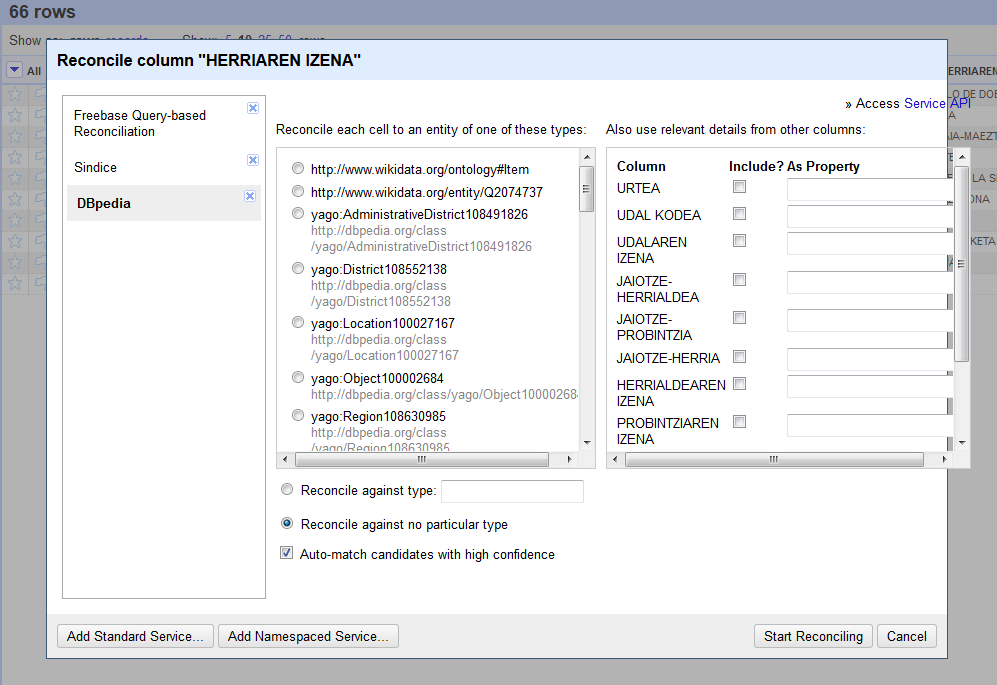 66 rows
Show as: rows records Show: 5 10 25 50 rows
All
Reconcile column "HERRIAREN IZENA"
» Access Service API
Freebase Query-based
Reconciliation
Sindice
DBpedia
Reconcile each cell to an entity of one of these types:
http://www.wikidata.org/ontology#Item
http://www.wikidata.org/entity/Q2074737
yago:AdministrativeDistrict108491826
http://dbpedia.org/class
/yago/AdministrativeDistrict108491826
yago:District108552138
http://dbpedia.org/class
/yago/District108552138
yago:Location100027167
http://dbpedia.org/class
/yago/Location100027167
yago:Object100002684
http://dbpedia.org/class/yago/Object10000268
yago:Region108630985
http://dbpedia.org/class
/yago/Region108630985
Also use relevant details from other columns:
Column Include? As Property
URTEA
UDAL KODEA
UDALAREN
IZENA
JAIOTZE-
HERRIALDEA
JAIOTZE-
PROBINTZIA
JAIOTZE-HERRIA
HERRIALDEAREN
IZENA
PROBINTZIAREN
IZENA
Reconcile against type:
Reconcile against no particular type
Auto-match candidates with high confidence
Add Standard Service... Add Namespaced Service... Start Reconciling Cancel
ERRIAREN
LO DE DOE
A
IA-MAEZT
LA SI
ONA
KETA